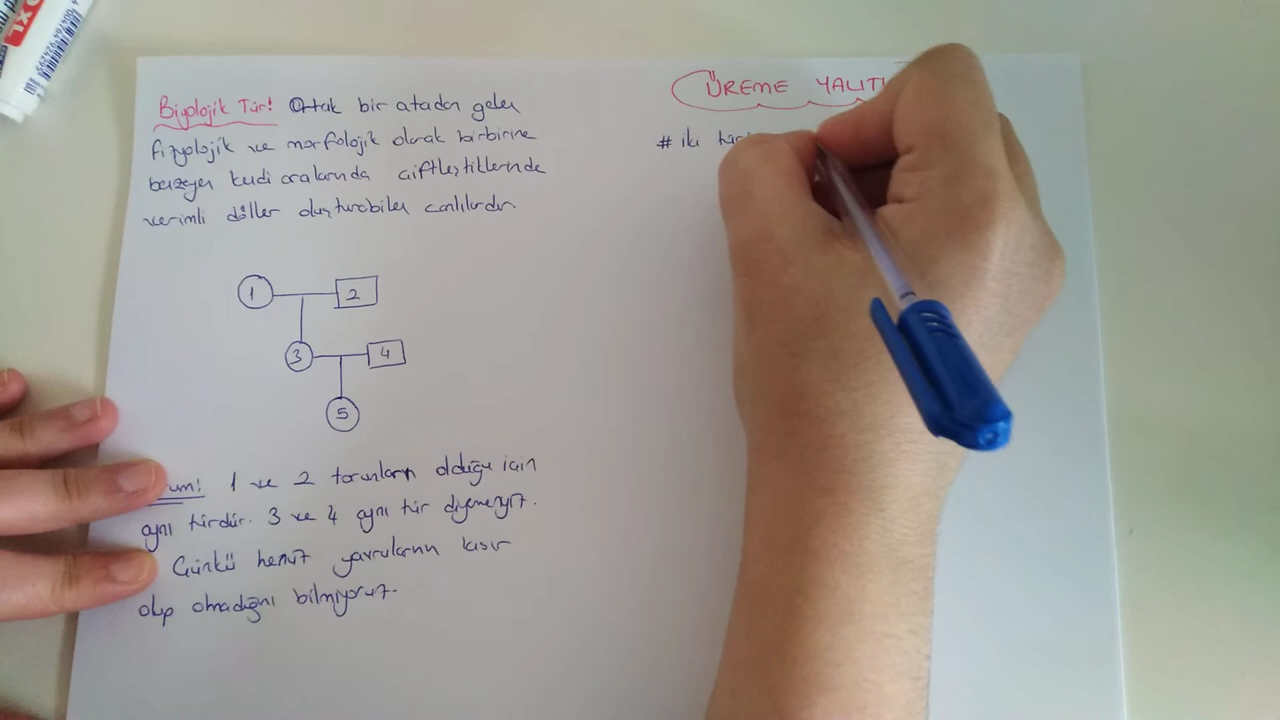 Biyolojik Tür! Ortak bir atadan gelen
fizyolojik ve morfolojik olarak birbirine
benzeyen kendi aralarında çiftleştiklerinde
verimli döller oluşturabilen canlılardır.
1
2
3
4
5
1 ve 2 torunların olduğu için
aynı türdür. 3 ve 4 aynı tür diyemeyiz.
Çünkü henüz yavrularının kısır
olup olmadığını bilmiyoruz.
ÜREME YALITI
# iki
XL